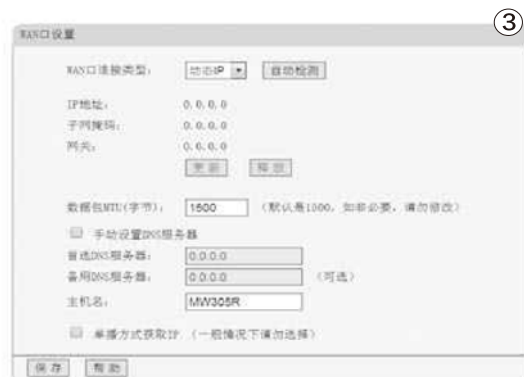 ③
WAN口设置
WAN口连接类型： 动态IP 自动检测
IP地址： 0.0.0.0
子网掩码： 0.0.0.0
网关： 0.0.0.0
更新 释放
数据包MTU(字节)： 1500 （默认是1500，如非必要，请勿修改）
手动设置DNS服务器
首选DNS服务器： 0.0.0.0
备用DNS服务器： 0.0.0.0 （可选）
主机名： MW305R
单播方式获取IP （一般情况下请勿选择）
保存 帮助